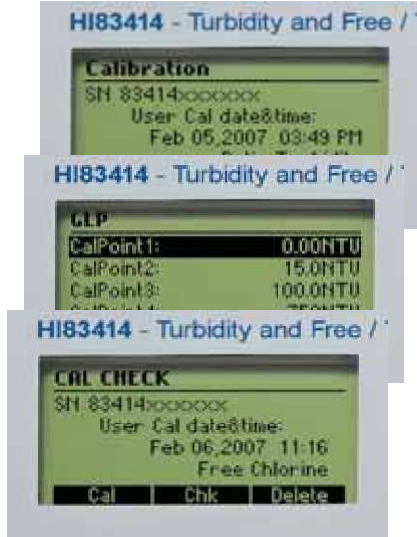 HI83414 - Turbidity and Free /
Calibration
SN 83414xxxxxx
User Cal date&time:
Feb 05,2007 03:49 PM
HI83414 - Turbidity and Free /
GLP
CalPoint1: 0.00NTU
CalPoint2: 15.0NTU
CalPoint3: 100.0NTU
HI83414 - Turbidity and Free /
CAL CHECK
SN 83414xxxxxx
User Cal date&time:
Feb 06,2007 11:16
Free Chlorine
Cal Chk Delete